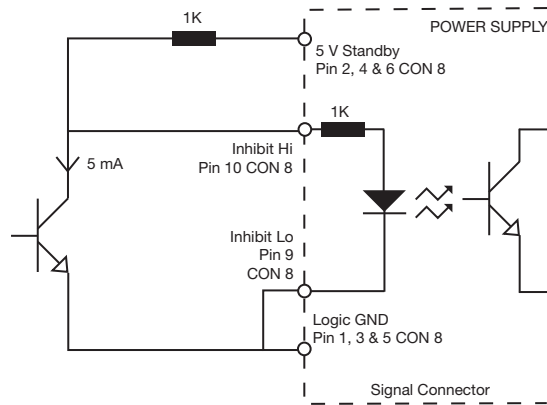 1K
POWER SUPPLY
5 V Standby
Pin 2, 4 & 6 CON 8
1K
Inhibit Hi
Pin 10 CON 8
5 mA
Inhibit Lo
Pin 9
CON 8
Logic GND
Pin 1, 3 & 5 CON 8
Signal Connector